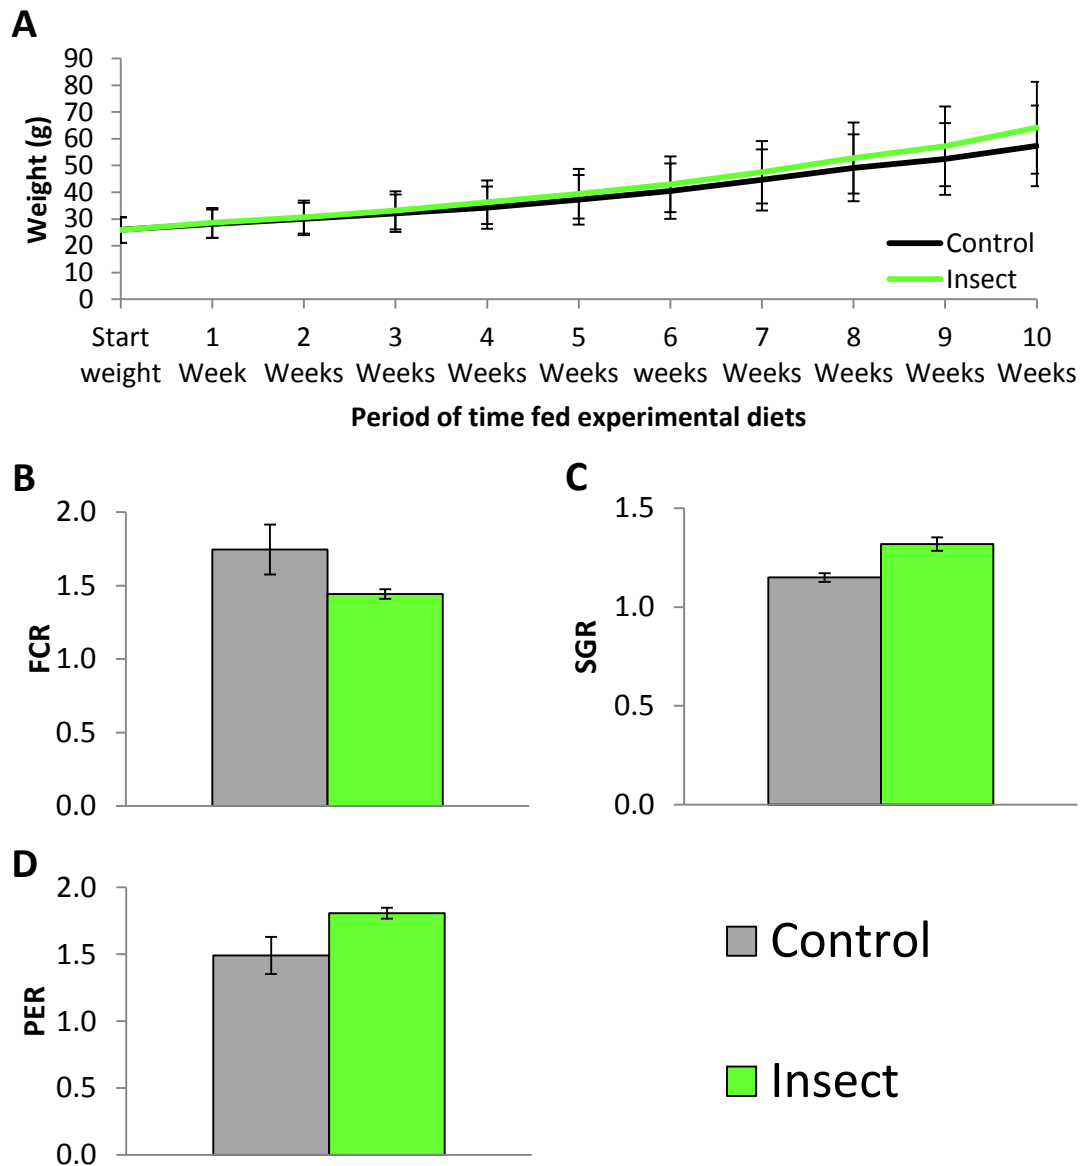 A
90
80
70
60
50
40
30
20
10
0
Weight (g)
Control
Insect
Start 1 2 3 4 5 6 7 8 9 10
weight Week Weeks Weeks Weeks Weeks weeks Weeks Weeks Weeks Weeks
Period of time fed experimental diets
B
2.0
1.5
1.0
0.5
0.0
FCR
C
1.5
1.0
0.5
0.0
SGR
D
2.0
1.5
1.0
0.5
0.0
PER
Control
Insect